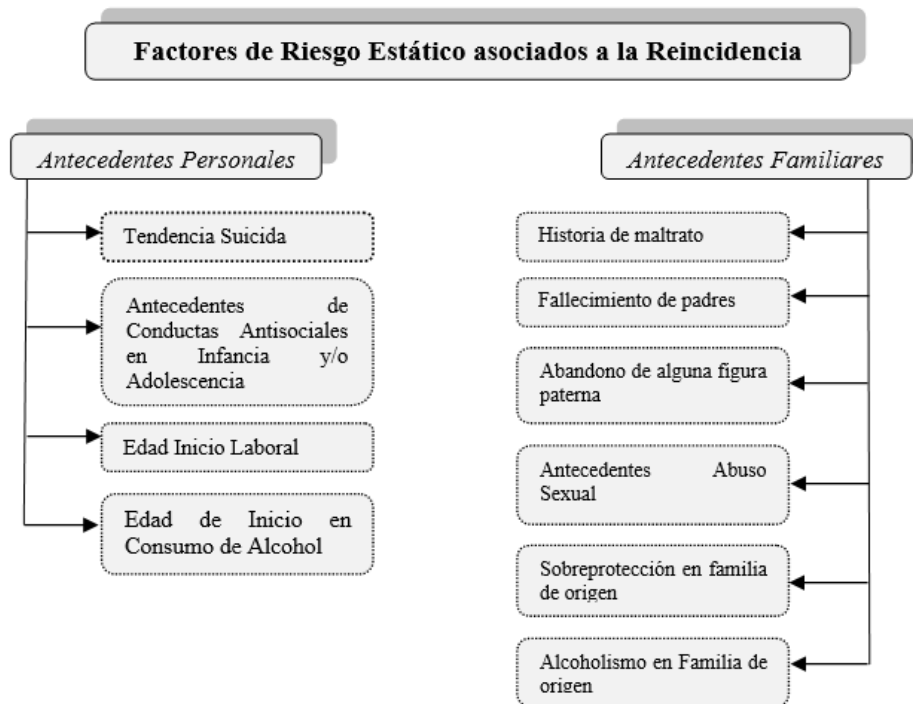 Factores de Riesgo Estático asociados a la Reincidencia
Antecedentes Personales
Tendencia Suicida
Antecedentes de
Conductas Antisociales
en Infancia y/o
Adolescencia
Edad Inicio Laboral
Edad de Inicio en
Consumo de Alcohol
Antecedentes Familiares
Historia de maltrato
Fallecimiento de padres
Abandono de alguna figura
paterna
Antecedentes Abuso
Sexual
Sobreprotección en familia
de origen
Alcoholismo en Familia de
origen